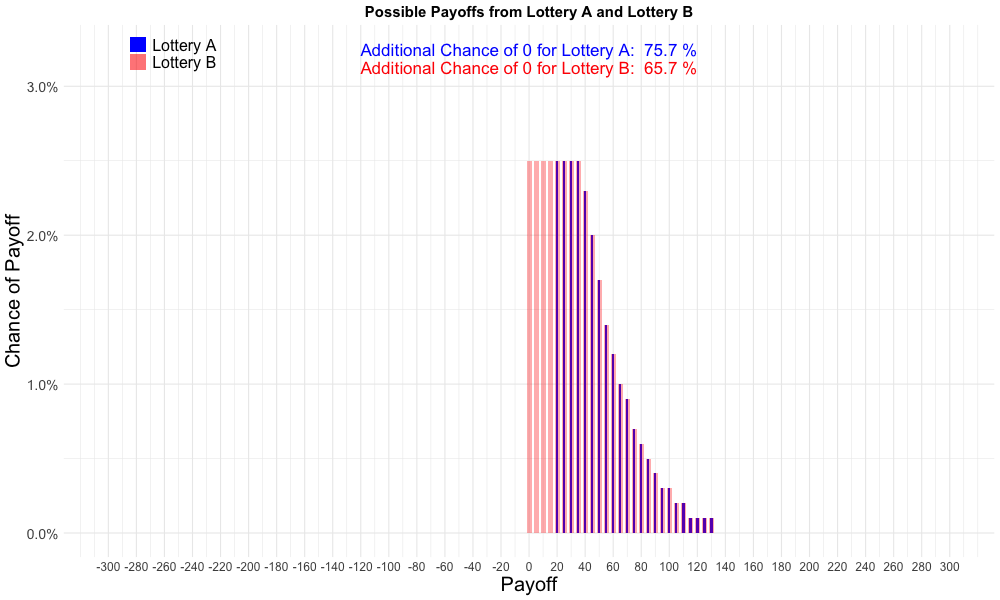 Possible Payoffs from Lottery A and Lottery B
Lottery A
Lottery B
Additional Chance of 0 for Lottery A: 75.7 %
Additional Chance of 0 for Lottery B: 65.7 %
Chance of Payoff
3.0%
2.0%
1.0%
0.0%
-300 -280 -260 -240 -220 -200 -180 -160 -140 -120 -100 -80 -60 -40 -20 0 20 40 60 80 100 120 140 160 180 200 220 240 260 280 300
Payoff